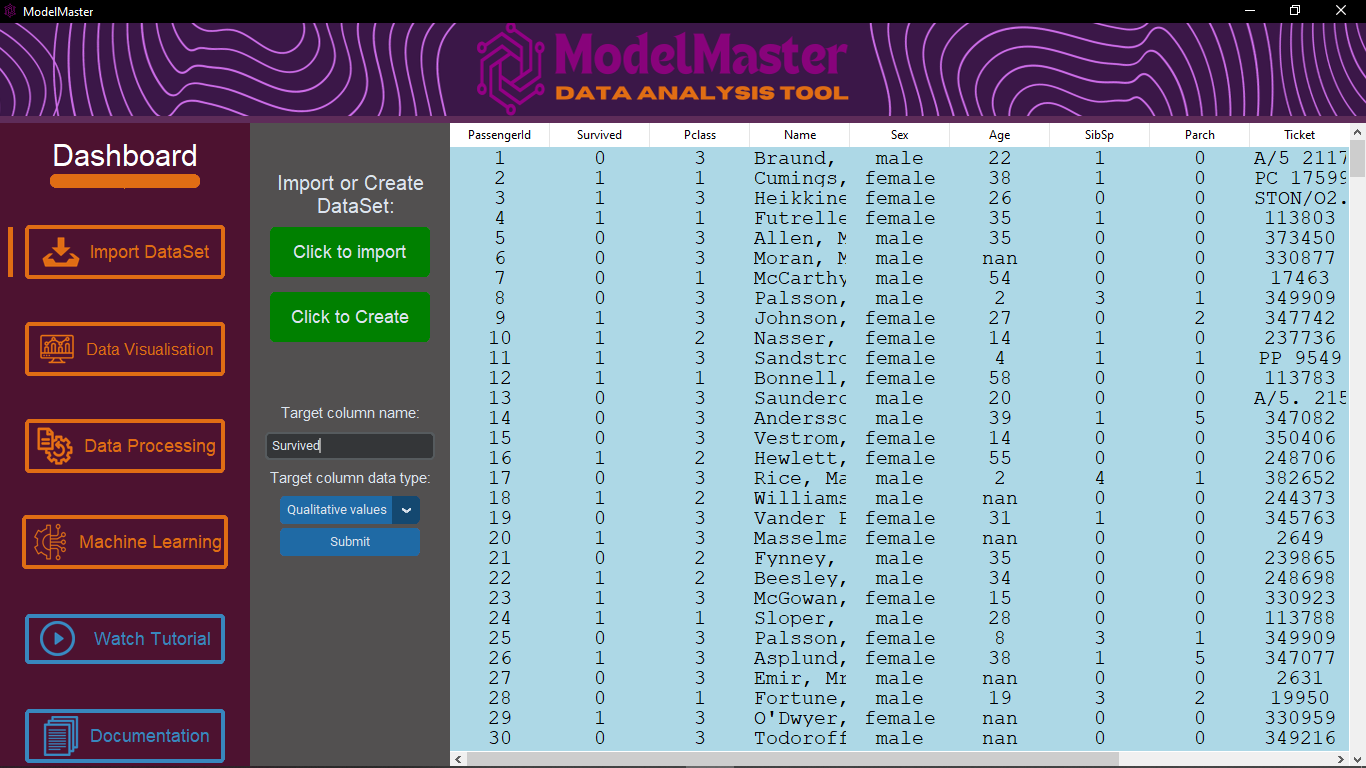 ModelMaster
ModelMaster
DATA ANALYSIS TOOL
Dashboard
Import DataSet
Data Visualisation
Data Processing
Machine Learning
Watch Tutorial
Documentation
Import or Create
DataSet:
Click to import
Click to Create
Target column name:
Survived
Target column data type:
Qualitative values
Submit
PassengerId Survived Pclass Name Sex Age SibSp Parch Ticket
1 0 3 Braund, male 22 1 0 A/5 2117
2 1 1 Cumings, female 38 1 0 PC 17599
3 1 3 Heikkine female 26 0 0 STON/O2.
4 1 1 Futrelle female 35 1 0 113803
5 0 3 Allen, M male 35 0 0 373450
6 0 3 Moran, M male nan 0 0 330877
7 0 1 McCarthy male 54 0 0 17463
8 0 3 Palsson, male 2 3 1 349909
9 1 3 Johnson, female 27 0 2 347742
10 1 2 Nasser, female 14 1 0 237736
11 1 3 Sandstro female 4 1 1 PP 9549
12 1 1 Bonnell, female 58 0 0 113783
13 0 3 Saunderc male 20 0 0 A/5. 215
14 0 3 Andersso male 39 1 5 347082
15 0 3 Vestrom, female 14 0 0 350406
16 1 2 Hewlett, female 55 0 0 248706
17 0 3 Rice, Ma male 2 4 1 382652
18 1 2 Williams male nan 0 0 244373
19 0 3 Vander P female 31 1 0 345763
20 1 3 Masselma female nan 0 0 2649
21 0 2 Fynney, male 35 0 0 239865
22 1 2 Beesley, male 34 0 0 248698
23 1 3 McGowan, female 15 0 0 330923
24 1 1 Sloper, male 28 0 0 113788
25 0 3 Palsson, female 8 3 1 349909
26 1 3 Asplund, female 38 1 5 347077
27 0 3 Emir, Mr male nan 0 0 2631
28 0 1 Fortune, male 19 3 2 19950
29 1 3 O'Dwyer, female nan 0 0 330959
30 0 3 Todoroff male nan 0 0 349216